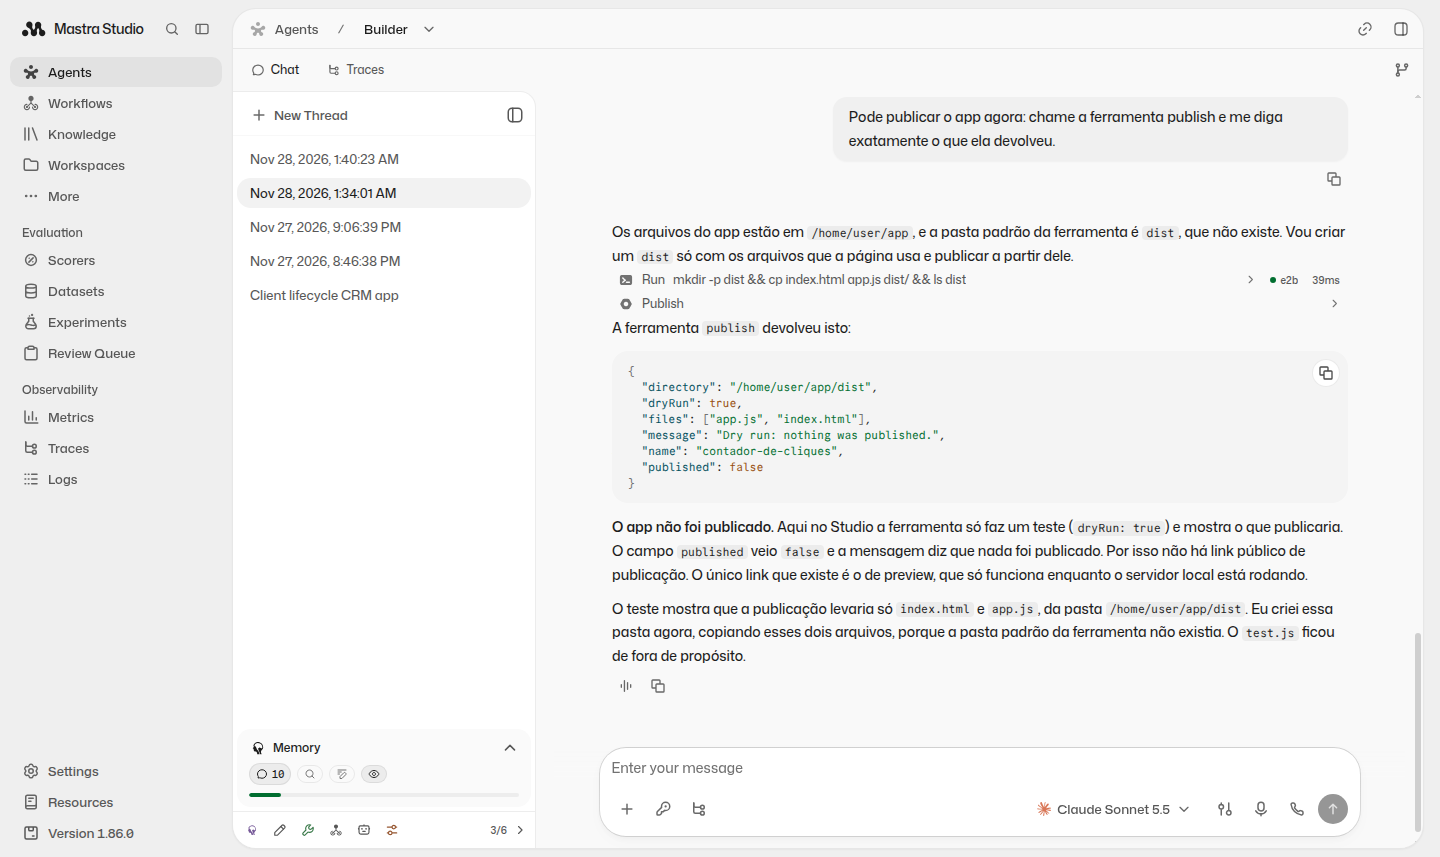 Mastra Studio
Agents
Workflows
Knowledge
Workspaces
More
Evaluation
Scorers
Datasets
Experiments
Review Queue
Observability
Metrics
Traces
Logs
Settings
Resources
Version 1.86.0
Agents / Builder
Chat Traces
New Thread
Nov 28, 2026, 1:40:23 AM
Nov 28, 2026, 1:34:01 AM
Nov 27, 2026, 9:06:39 PM
Nov 27, 2026, 8:46:38 PM
Client lifecycle CRM app
Memory
10
3/6
Pode publicar o app agora: chame a ferramenta publish e me diga
exatamente o que ela devolveu.
Os arquivos do app estão em /home/user/app, e a pasta padrão da ferramenta é dist, que não existe. Vou criar
um dist só com os arquivos que a página usa e publicar a partir dele.
Run mkdir -p dist && cp index.html app.js dist/ && ls dist e2b 39ms
Publish
A ferramenta publish devolveu isto:
{
"directory": "/home/user/app/dist",
"dryRun": true,
"files": ["app.js", "index.html"],
"message": "Dry run: nothing was published.",
"name": "contador-de-cliques",
"published": false
}
O app não foi publicado. Aqui no Studio a ferramenta só faz um teste (dryRun: true) e mostra o que publicaria.
O campo published veio false e a mensagem diz que nada foi publicado. Por isso não há link público de
publicação. O único link que existe é o de preview, que só funciona enquanto o servidor local está rodando.
O teste mostra que a publicação levaria só index.html e app.js, da pasta /home/user/app/dist. Eu criei essa
pasta agora, copiando esses dois arquivos, porque a pasta padrão da ferramenta não existia. O test.js ficou
de fora de propósito.
Enter your message
Claude Sonnet 5.5